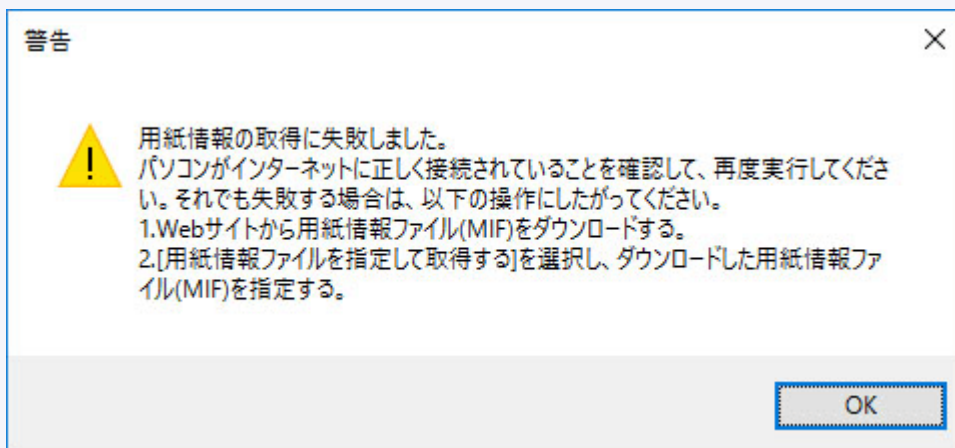 警告
用紙情報の取得に失敗しました。
パソコンがインターネットに正しく接続されていることを確認して、再度実行してくださ
い。それでも失敗する場合は、以下の操作にしたがってください。
1.Webサイトから用紙情報ファイル(MIF)をダウンロードする。
2.[用紙情報ファイルを指定して取得する]を選択し、ダウンロードした用紙情報ファ
イル(MIF)を指定する。
OK